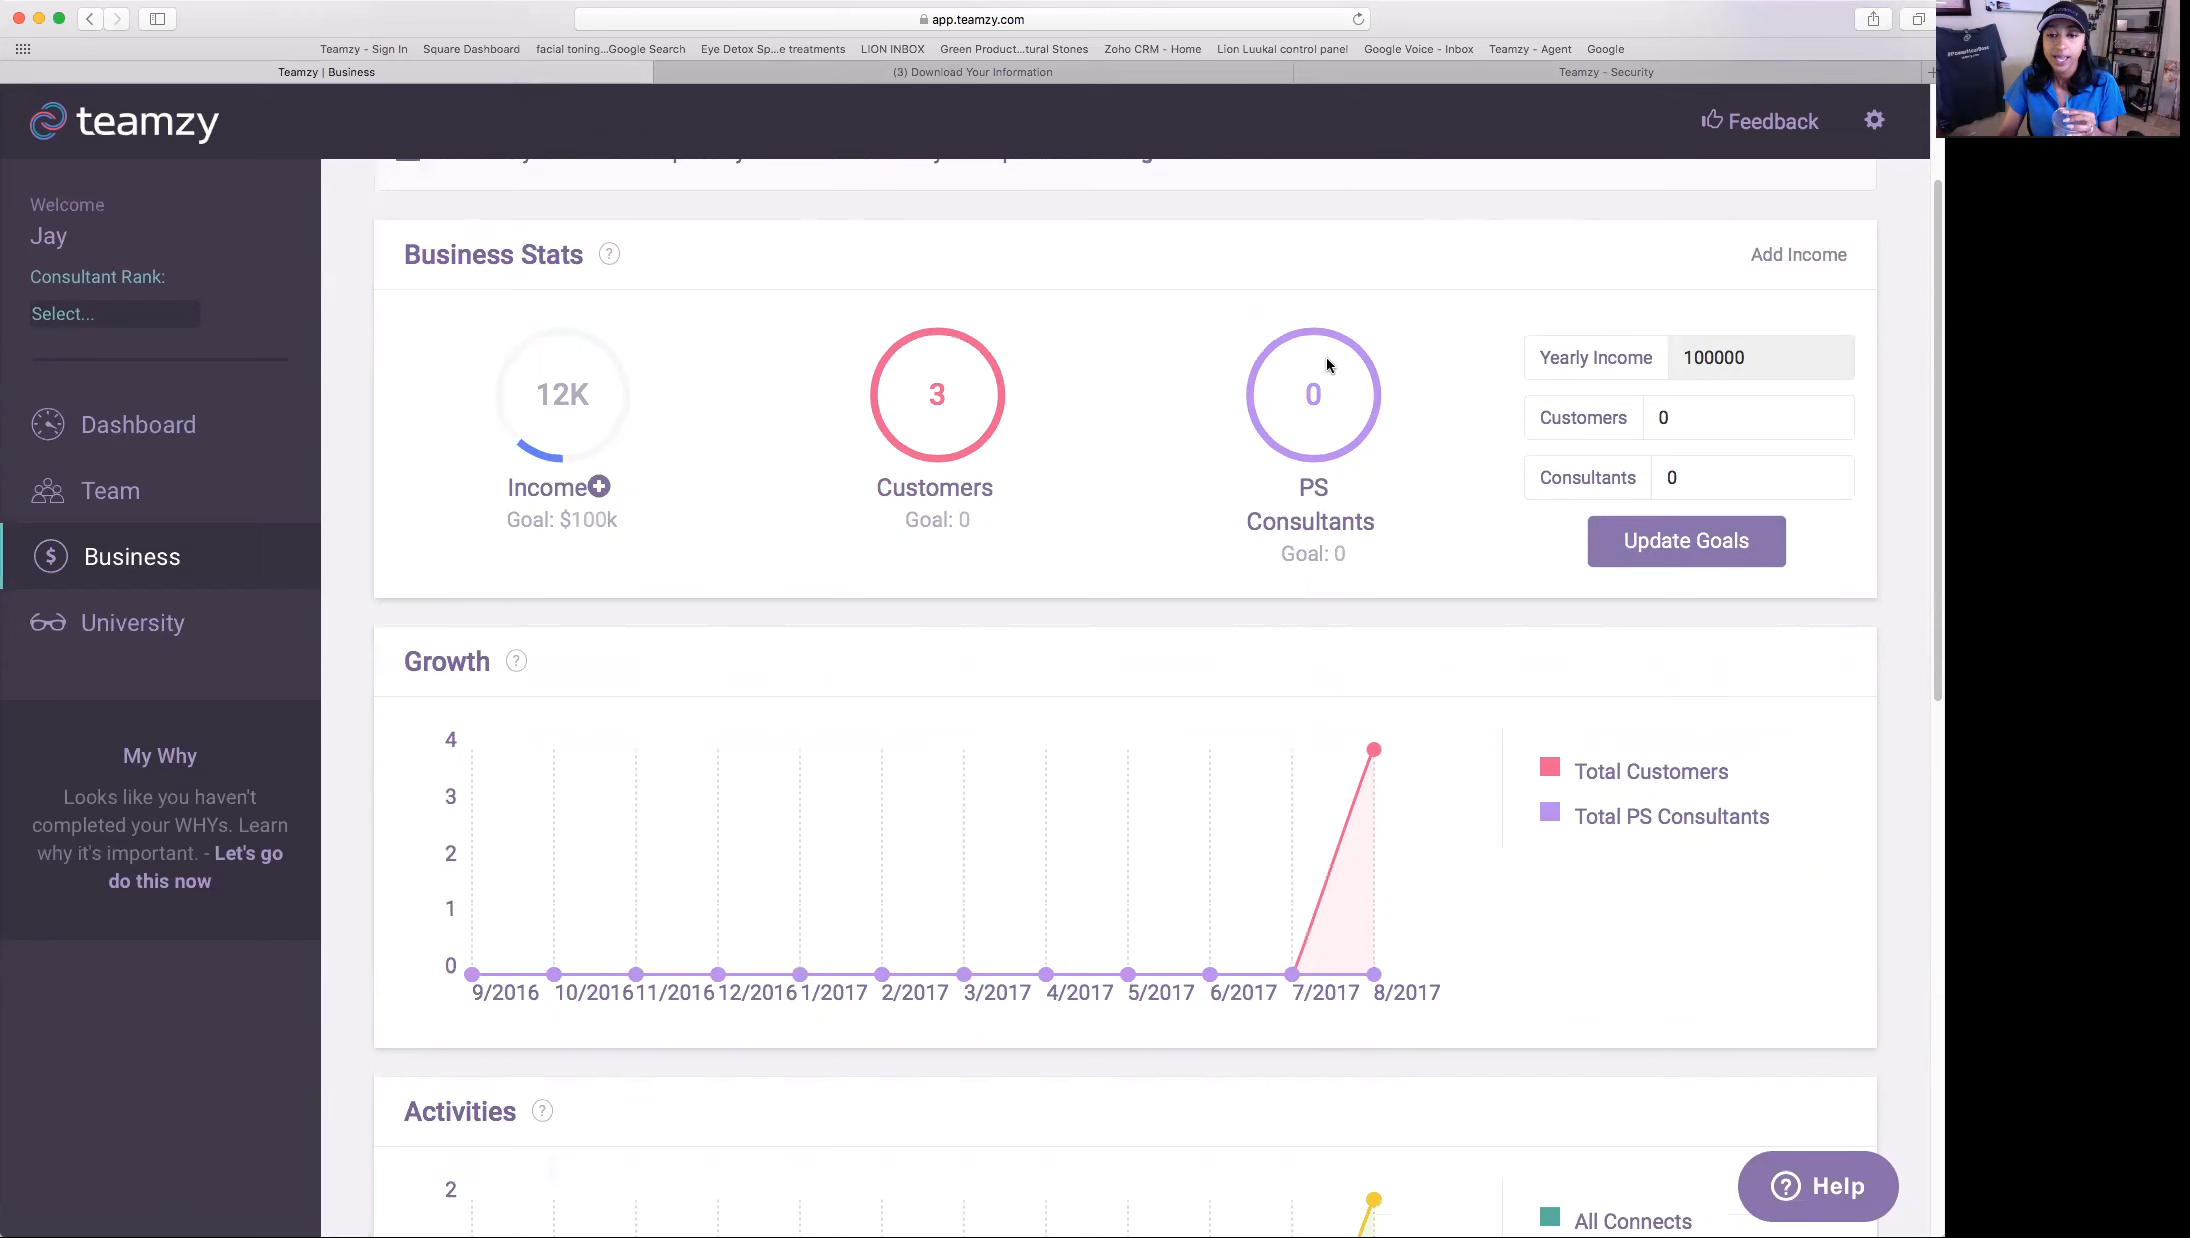 app.teamzy.com
Teamzy - Sign In Square Dashboard facial toning...Google Search Eye Detox Sp...e treatments LION INBOX Green Product...tural Stones Zoho CRM - Home Lion Luukal control panel Google Voice - Inbox Teamzy - Agent Google
Teamzy | Business (3) Download Your Information Teamzy - Security
teamzy
Feedback
Welcome
Jay
Consultant Rank:
Select...
Dashboard
Team
Business
University
My Why
Looks like you haven't
completed your WHYs. Learn
why it's important. - Let's go
do this now
Business Stats ?
Add Income
12K
Income
Goal: $100k
3
Customers
Goal: 0
0
PS
Consultants
Goal: 0
Yearly Income 100000
Customers 0
Consultants 0
Update Goals
Growth ?
4
3
2
1
0
9/2016 10/2016 11/2016 12/2016 1/2017 2/2017 3/2017 4/2017 5/2017 6/2017 7/2017 8/2017
Total Customers
Total PS Consultants
Activities ?
2
All Connects
? Help